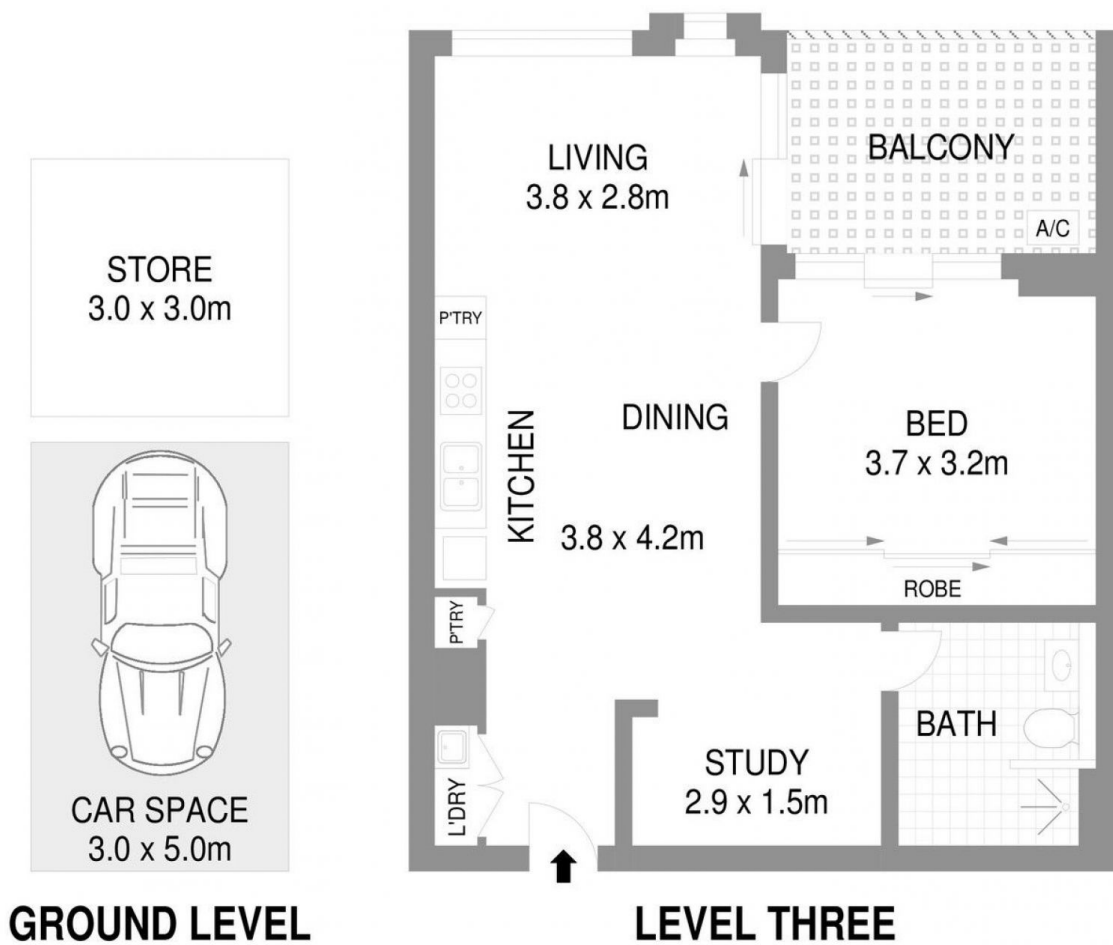 STORE
3.0 x 3.0m
CAR SPACE
3.0 x 5.0m
GROUND LEVEL
LIVING
3.8 x 2.8m
BALCONY
A/C
P'TRY
KITCHEN
DINING
3.8 x 4.2m
BED
3.7 x 3.2m
ROBE
P'TRY
L'DRY
STUDY
2.9 x 1.5m
BATH
LEVEL THREE